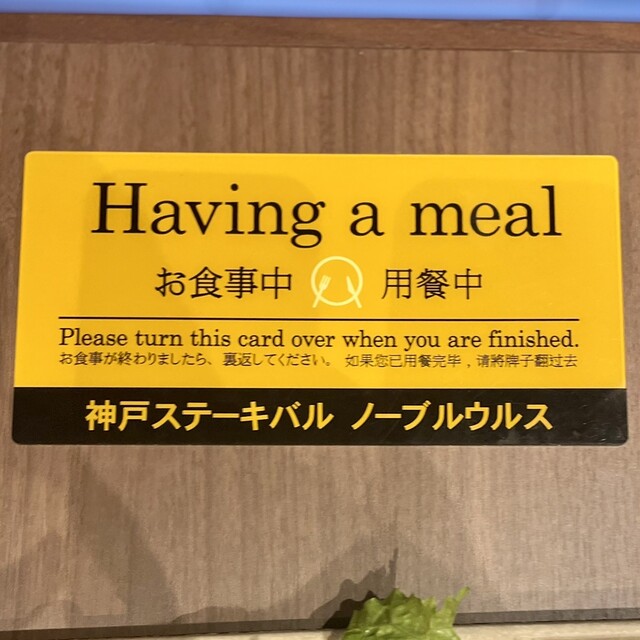 Having a meal
お食事中 用餐中
Please turn this card over when you are finished.
お食事が終わりましたら、裏返してください。 如果您已用餐完毕，请將牌子翻过去
神戸ステーキバル ノーブルウルス